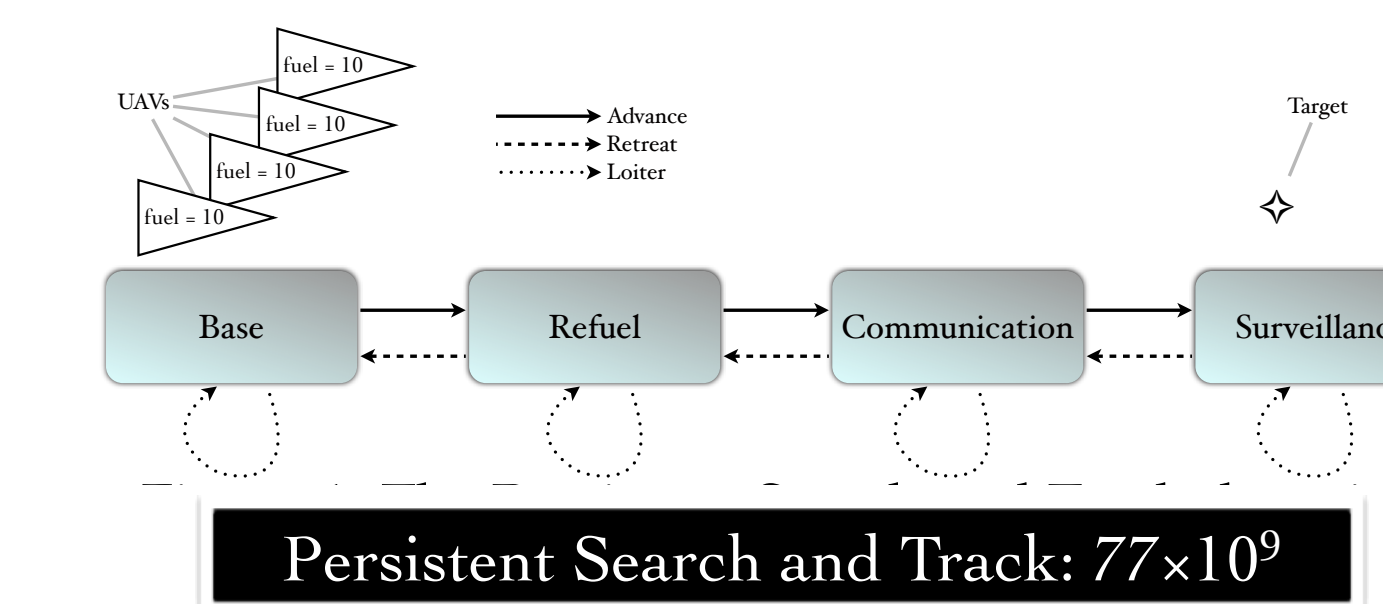 fuel = 10
UAVs
fuel = 10
fuel = 10
fuel = 10
Advance
Retreat
Loiter
Target
Base
Refuel
Communication
Persistent Search and Track: 77×10⁹